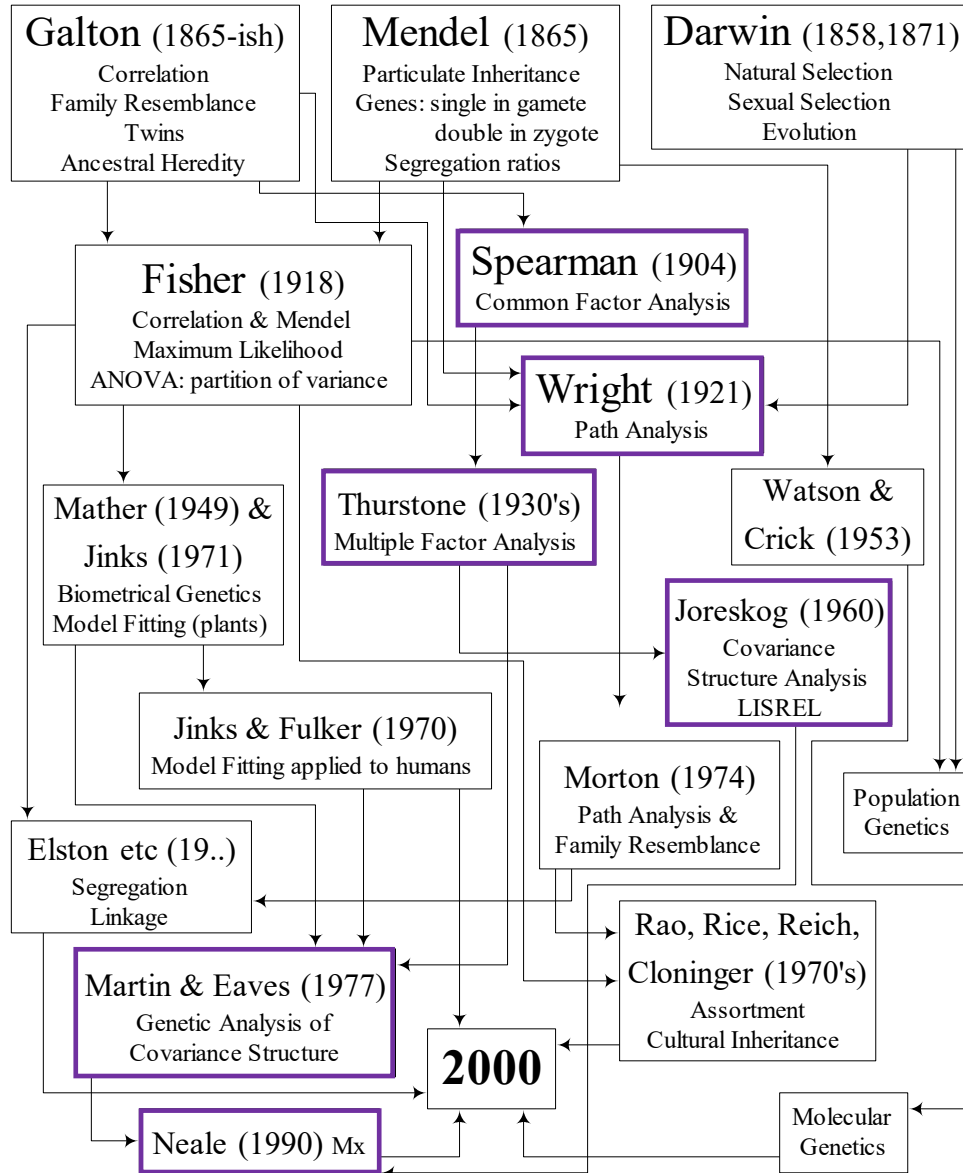 Galton (1865-ish)
Correlation
Family Resemblance
Twins
Ancestral Heredity
Mendel (1865)
Particulate Inheritance
Genes: single in gamete
double in zygote
Segregation ratios
Darwin (1858,1871)
Natural Selection
Sexual Selection
Evolution
Spearman (1904)
Common Factor Analysis
Fisher (1918)
Correlation & Mendel
Maximum Likelihood
ANOVA: partition of variance
Wright (1921)
Path Analysis
Mather (1949) &
Jinks (1971)
Biometrical Genetics
Model Fitting (plants)
Thurstone (1930's)
Multiple Factor Analysis
Watson &
Crick (1953)
Joreskog (1960)
Covariance
Structure Analysis
LISREL
Jinks & Fulker (1970)
Model Fitting applied to humans
Morton (1974)
Path Analysis &
Family Resemblance
Population
Genetics
Elston etc (19..)
Segregation
Linkage
Rao, Rice, Reich,
Cloninger (1970's)
Assortment
Cultural Inheritance
Martin & Eaves (1977)
Genetic Analysis of
Covariance Structure
2000
Neale (1990) Mx
Molecular
Genetics